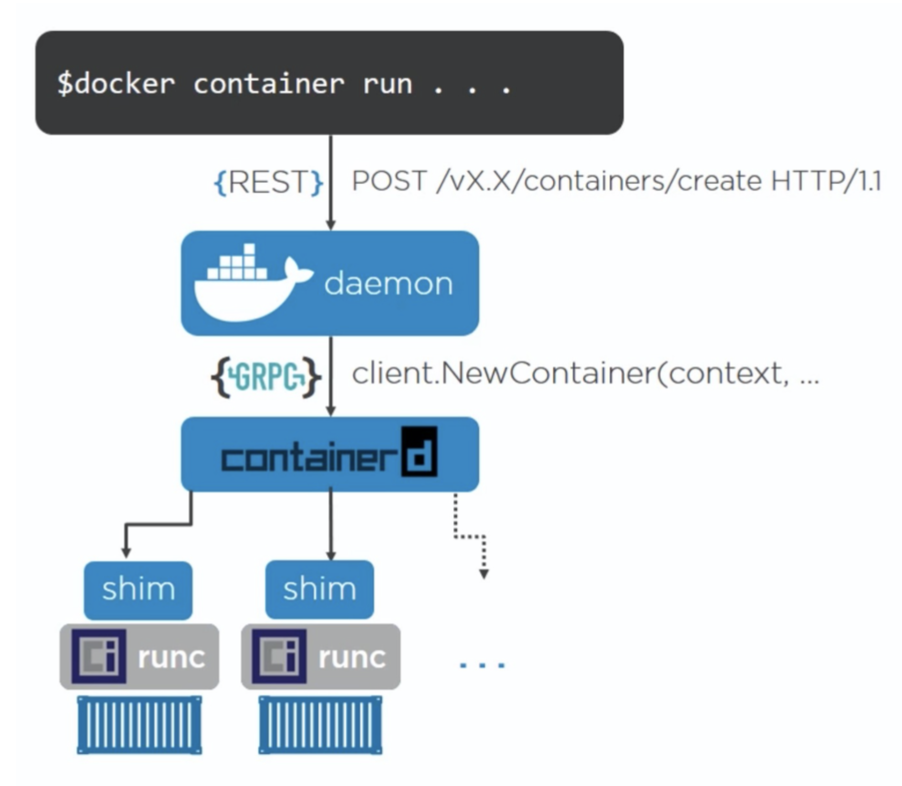 $docker container run . . .
{REST} POST /vX.X/containers/create HTTP/1.1
daemon
{GRPC} client.NewContainer(context, ...
containerd
shim shim
runc runc
...